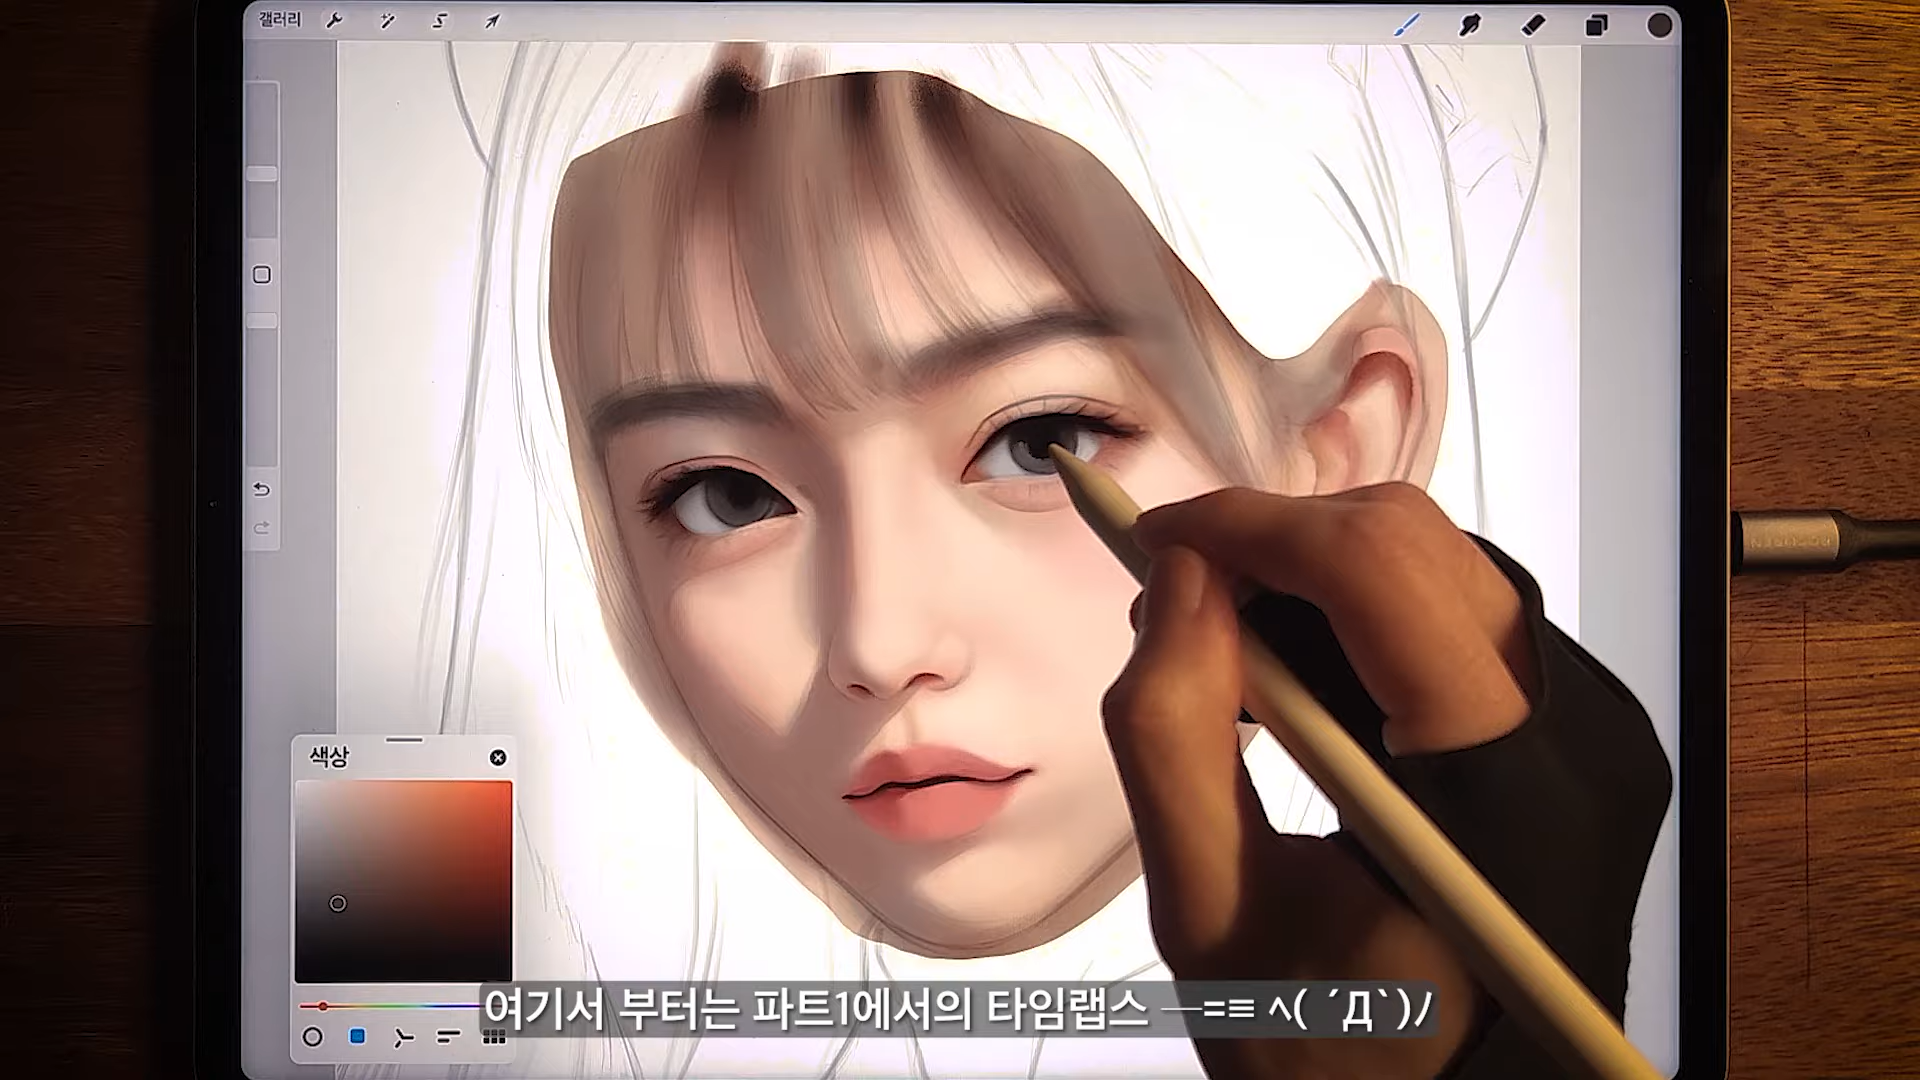 갤러리
색상
여기서 부터는 파트1에서의 타임랩스 ─=≡ ㅅ( ´Д`)ﾉ